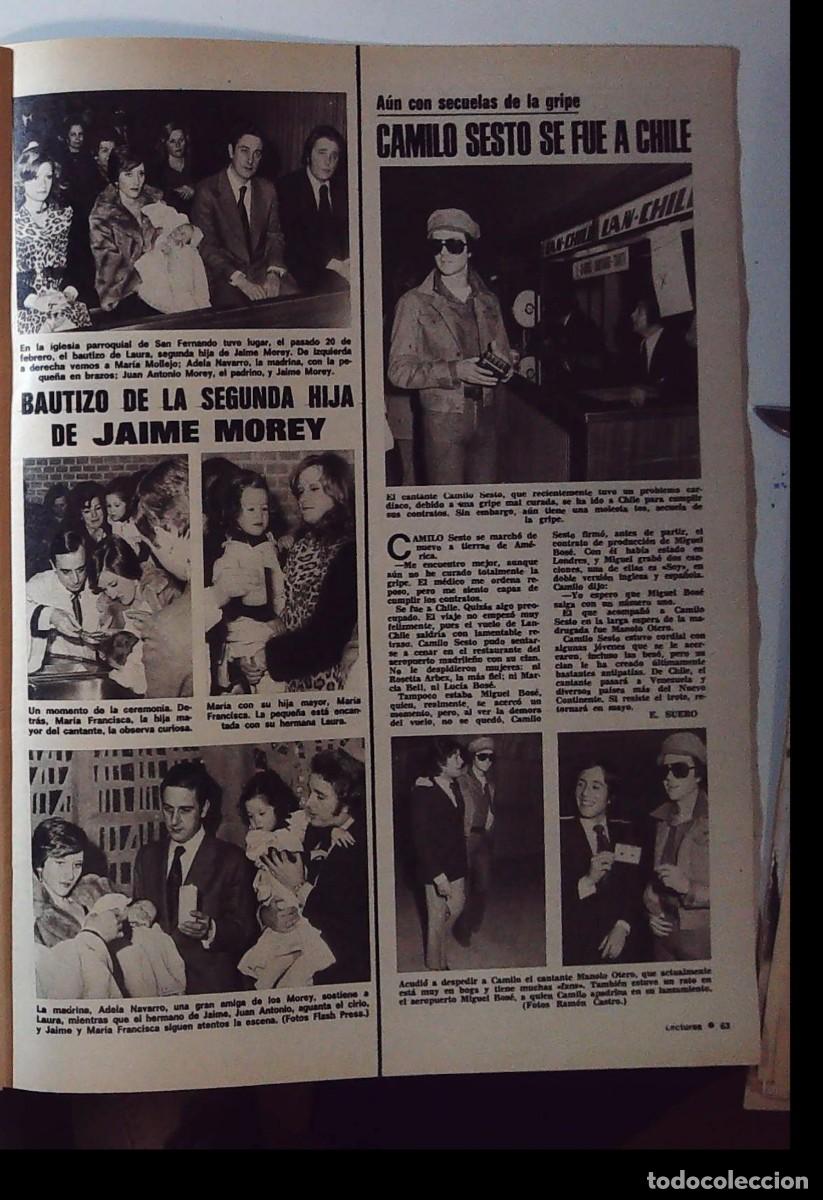 En la iglesia parroquial de San Fernando tuvo lugar, el pasado 20 de
febrero, el bautizo de Laura, segunda hija de Jaime Morey. De izquierda
a derecha vemos a María Mollejo; Adela Navarro, la madrina, con la pe-
queña en brazos; Juan Antonio Morey, el padrino, y Jaime Morey.
BAUTIZO DE LA SEGUNDA HIJA
DE JAIME MOREY
Un momento de la ceremonia. De-
trás, María Francisca, la hija ma-
yor del cantante, la observa curiosa.
María con su hija mayor, María
Francisca. La pequeña está encan-
tada con su hermana Laura.
La madrina, Adela Navarro, una gran amiga de los Morey, sostiene a
Laura, mientras que el hermano de Jaime, Juan Antonio, aguanta el cirio,
y Jaime y María Francisca siguen atentos la escena. (Fotos Flash Press.)
Aún con secuelas de la gripe
CAMILO SESTO SE FUE A CHILE
LAN-CHILE LAN-CHIL
El cantante Camilo Sesto, que recientemente tuvo un problema car-
díaco, debido a una gripe mal curada, se ha ido a Chile para cumplir
sus contratos. Sin embargo, aún tiene una molesta tos, secuela de
la gripe.
CAMILO Sesto se marchó de
nuevo a tierras de Amé-
rica.
—Me encuentro mejor, aunque
aún no he curado totalmente la
gripe. El médico me ordena re-
poso, pero me siento capaz de
cumplir los contratos.
Se fue a Chile. Quizás algo preo-
cupado. El viaje no empezó muy
felizmente, pues el vuelo de Lan-
Chile saldría con lamentable re-
traso. Camilo Sesto pudo sentar-
se a cenar en el restaurante del
aeropuerto madrileño con su clan.
No le despidieron mujeres: ni
Rosetta Arbex, la más fiel; ni Mar-
cia Bell, ni Lucía Bosé.
Tampoco estaba Miguel Bosé,
quien, realmente, se acercó un
momento, pero, al ver la demora
del vuelo, no se quedó, Camilo
Sesto firmó, antes de partir, el
contrato de producción de Miguel
Bosé. Con él había estado en
Londres, y Miguel grabó dos can-
ciones, una de ellas es «Soy», en
doble versión inglesa y española.
Camilo dijo:
—Yo espero que Miguel Bosé
salga con un número uno.
El que acompañó a Camilo
Sesto en la larga espera de la ma-
drugada fue Manolo Otero.
Camilo Sesto estuvo cordial con
algunas jóvenes que se le acer-
caron, incluso las besó, pero su
clan le ha creado últimamente
bastantes antipatías. De Chile, el
cantante pasará a Venezuela y
diversos países más del Nuevo
Continente. Si resiste el trote, re-
tornará en mayo.
E. SUERO
Acudió a despedir a Camilo el cantante Manolo Otero, que actualmente
está muy en boga y tiene muchas «fans». También estuvo un rato en
el aeropuerto Miguel Bosé, a quien Camilo apadrina en su lanzamiento.
(Fotos Ramón Castro.)
Lecturas • 63
todocoleccion